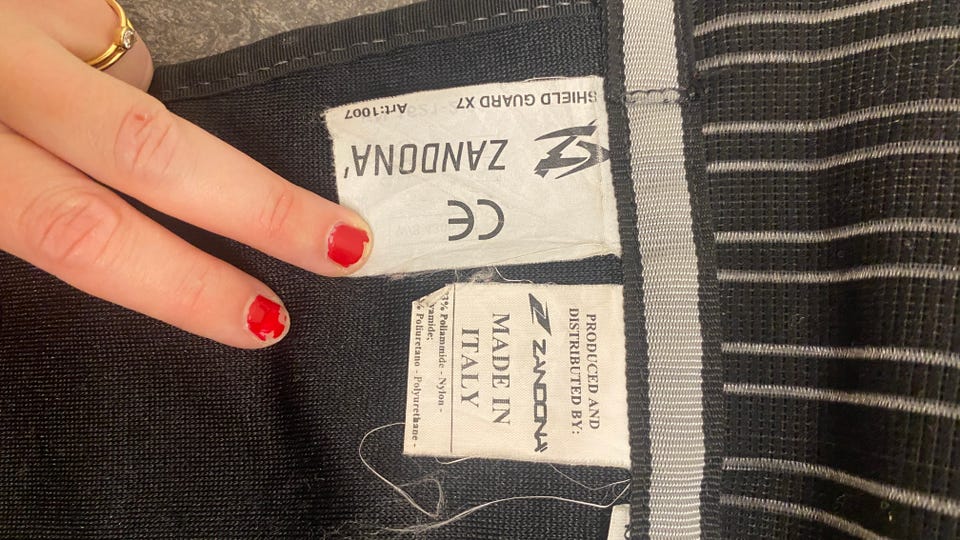 CE
ZANDONA'
SHIELD GUARD X7 Art:1007
PRODUCED AND
DISTRIBUTED BY:
ZANDONA'
MADE IN
ITALY
% Poliammide - Nylon -
yamide;
% Poliuretano - Polyurethane -